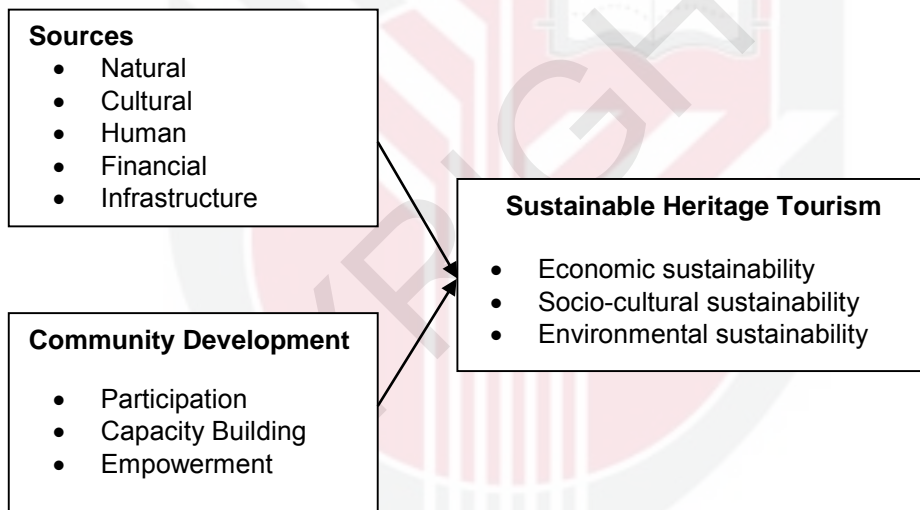 Sources
• Natural
• Cultural
• Human
• Financial
• Infrastructure
Sustainable Heritage Tourism
• Economic sustainability
• Socio-cultural sustainability
• Environmental sustainability
Community Development
• Participation
• Capacity Building
• Empowerment